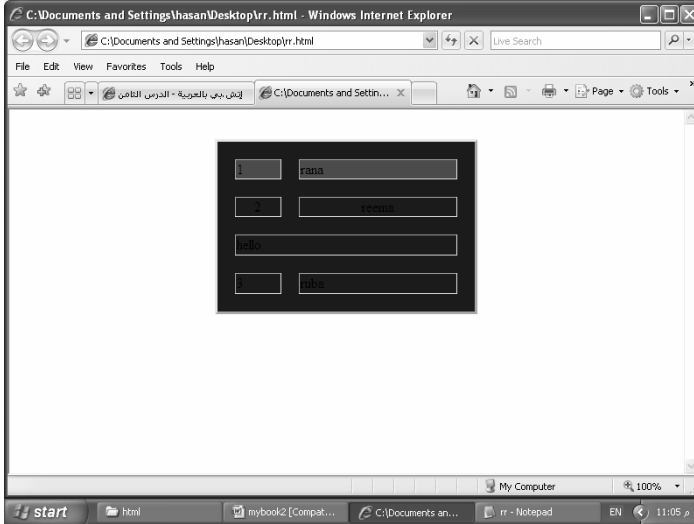 C:\Documents and Settings\hasan\Desktop\rr.html - Windows Internet Explorer
C:\Documents and Settings\hasan\Desktop\rr.html
Live Search
File Edit View Favorites Tools Help
إتش.بي بالعربية - الدرس الثامن
C:\Documents and Settin...
Page Tools
1 rana
2 reema
hello
3 ruba
My Computer 100%
start html mybook2 [Compat... C:\Documents an... rr - Notepad EN 11:05 م